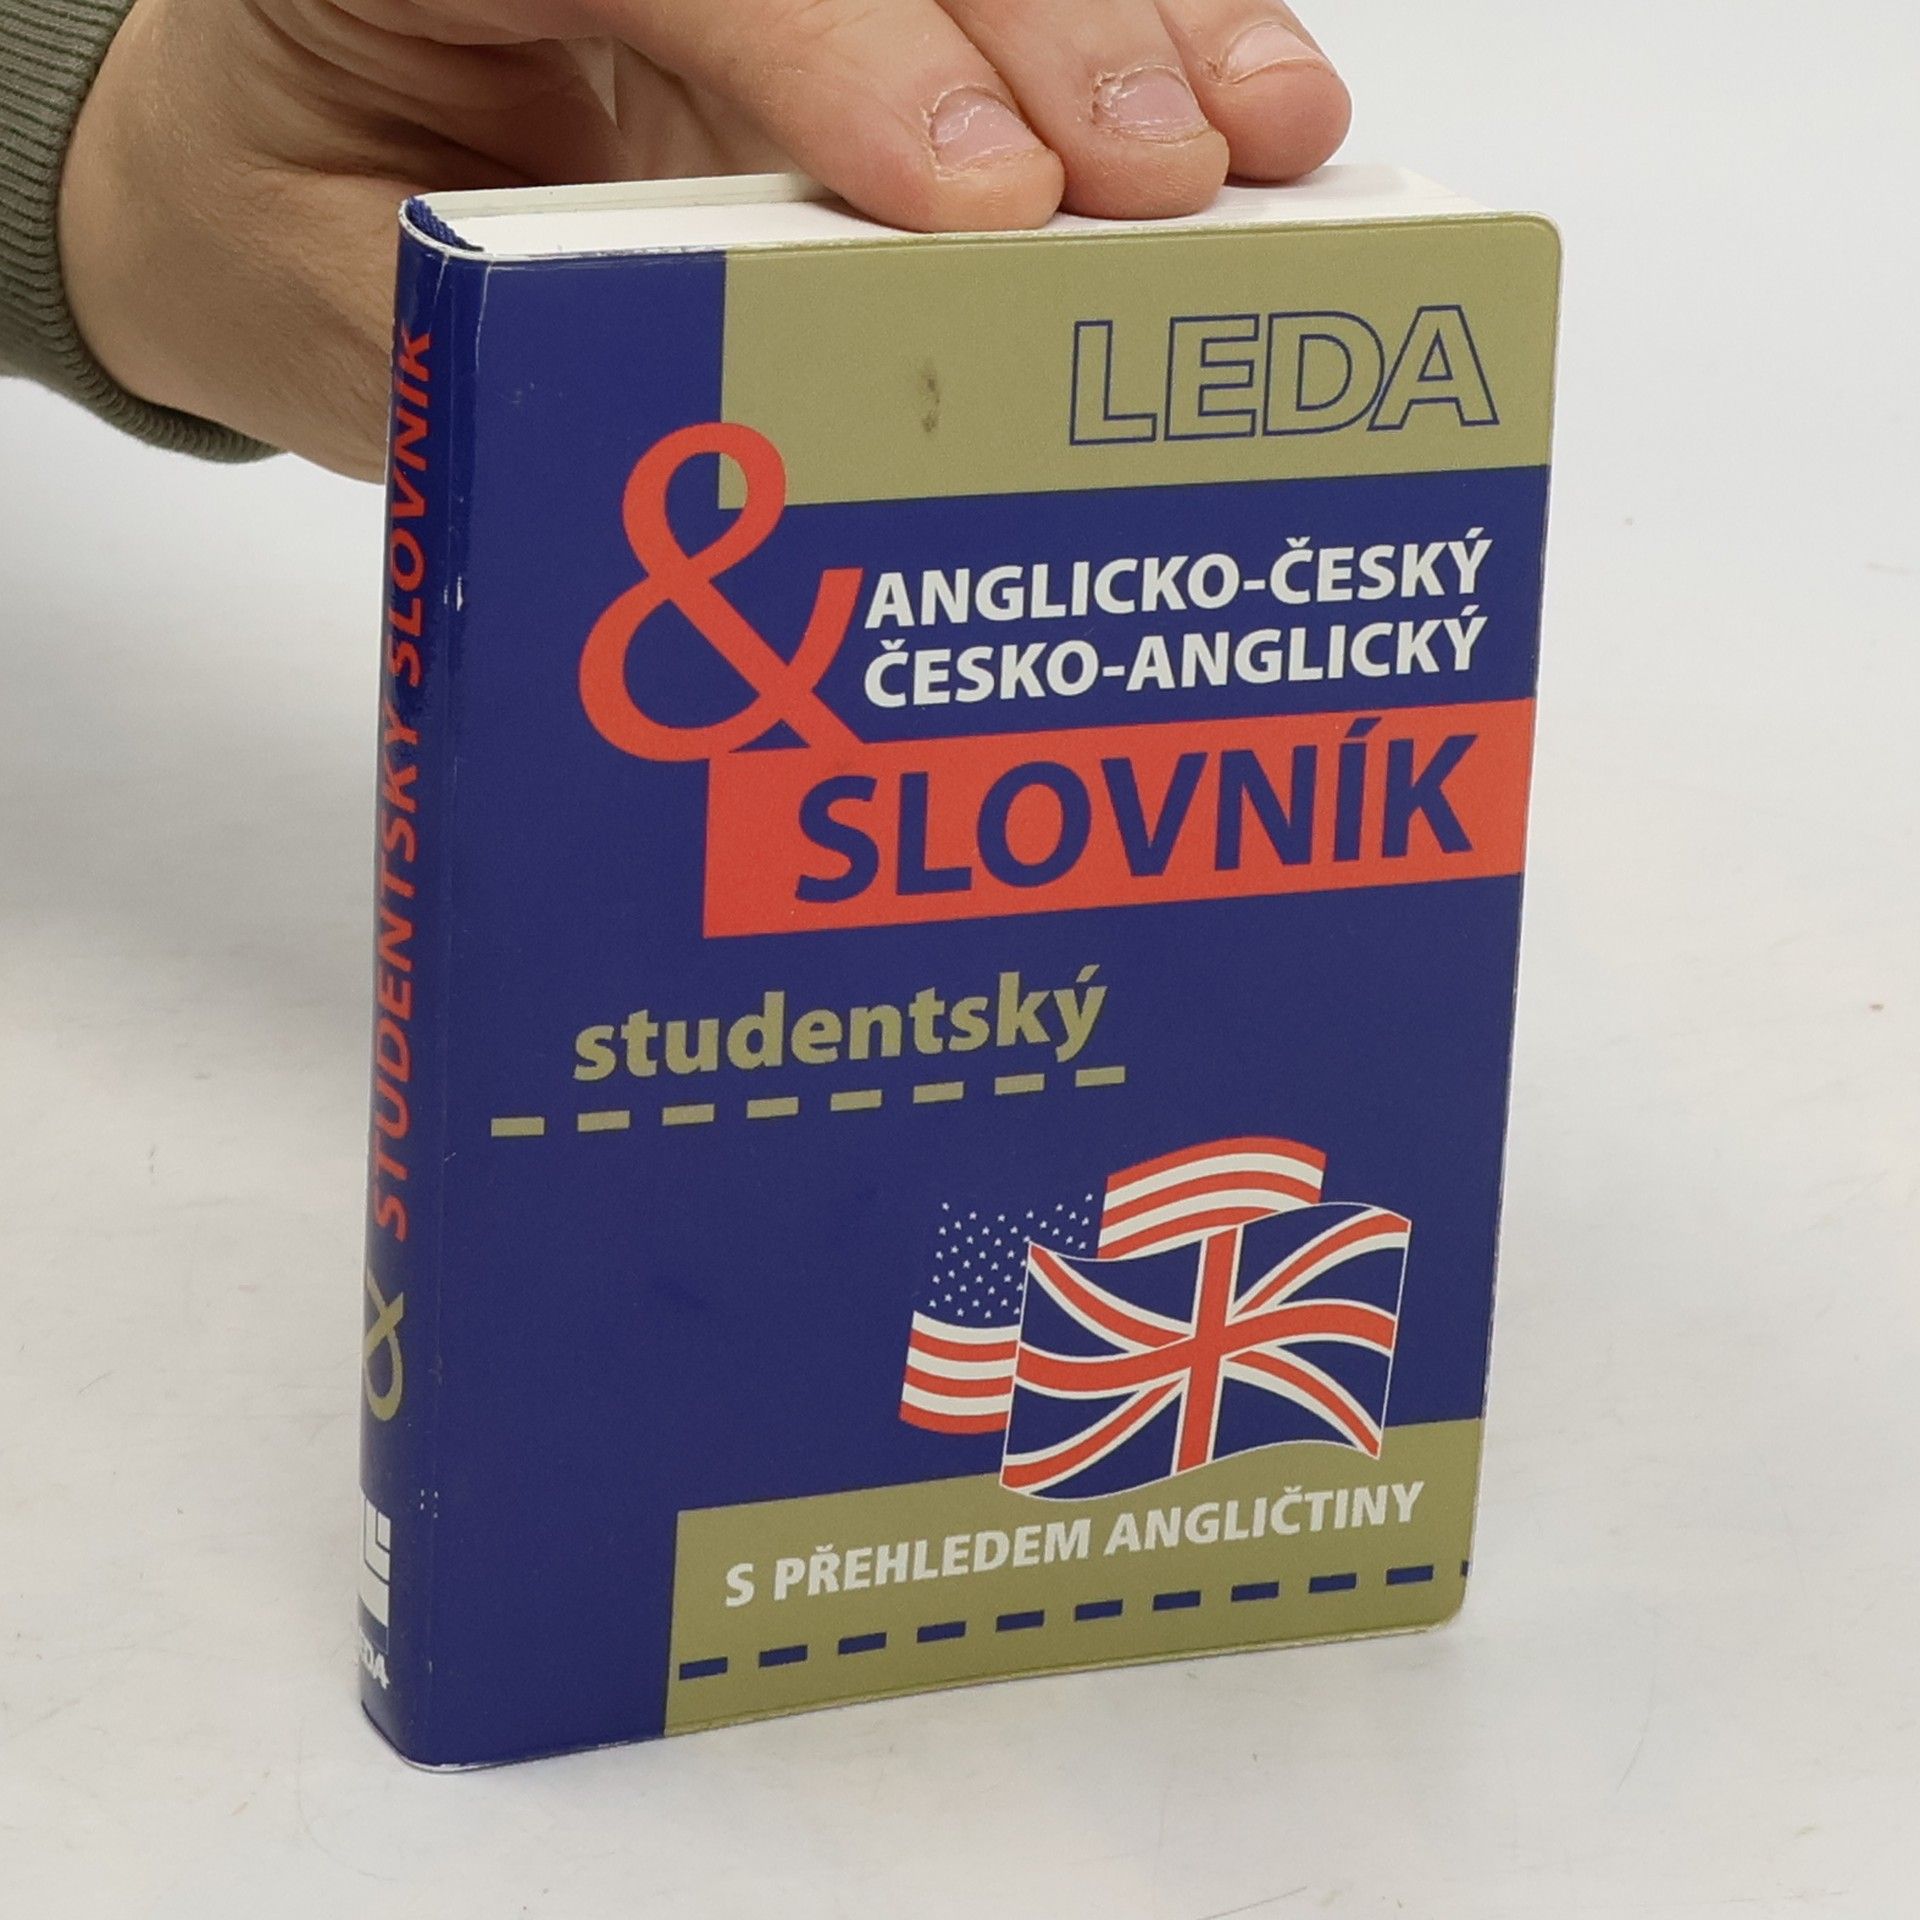 LEDA
&
ANGLICKO-ČESKÝ
ČESKO-ANGLICKÝ
SLOVNÍK
studentský
S PŘEHLEDEM ANGLIČTINY
& STUDENTSKÝ SLOVNÍK
LEDA